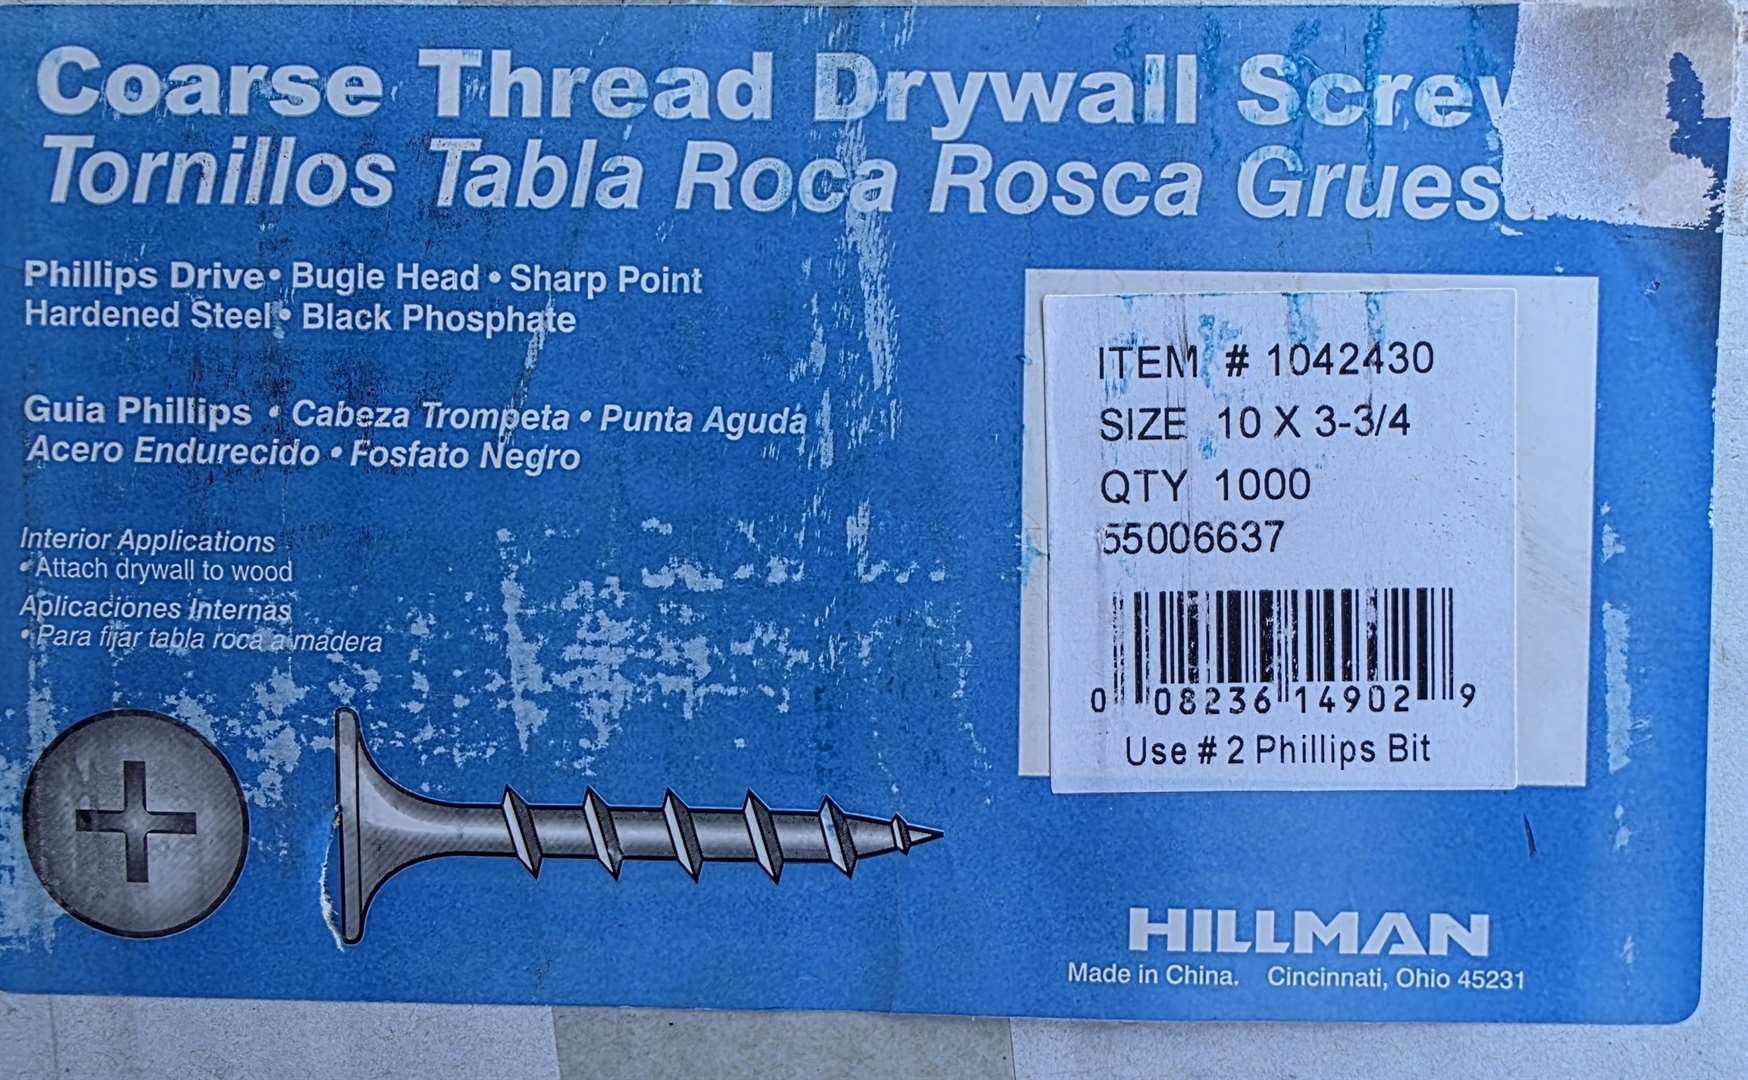 Coarse Thread Drywall
Tornillos Tabla Roca Rosca
Phillips Drive • Bugle Head • Sharp Point
Hardened Steel • Black Phosphate
Guia Phillips • Cabeza Trompeta • Punta Aguda
Acero Endurecido • Fosfato Negro
Interior Applications
• Attach drywall to wood
Aplicaciones Internas
• Para fijar tabla roca a madera
ITEM # 1042430
SIZE 10 X 3-3/4
QTY 1000
55006637
0 08236 14902 9
Use # 2 Phillips Bit
HILLMAN
Made in China. Cincinnati, Ohio 45231